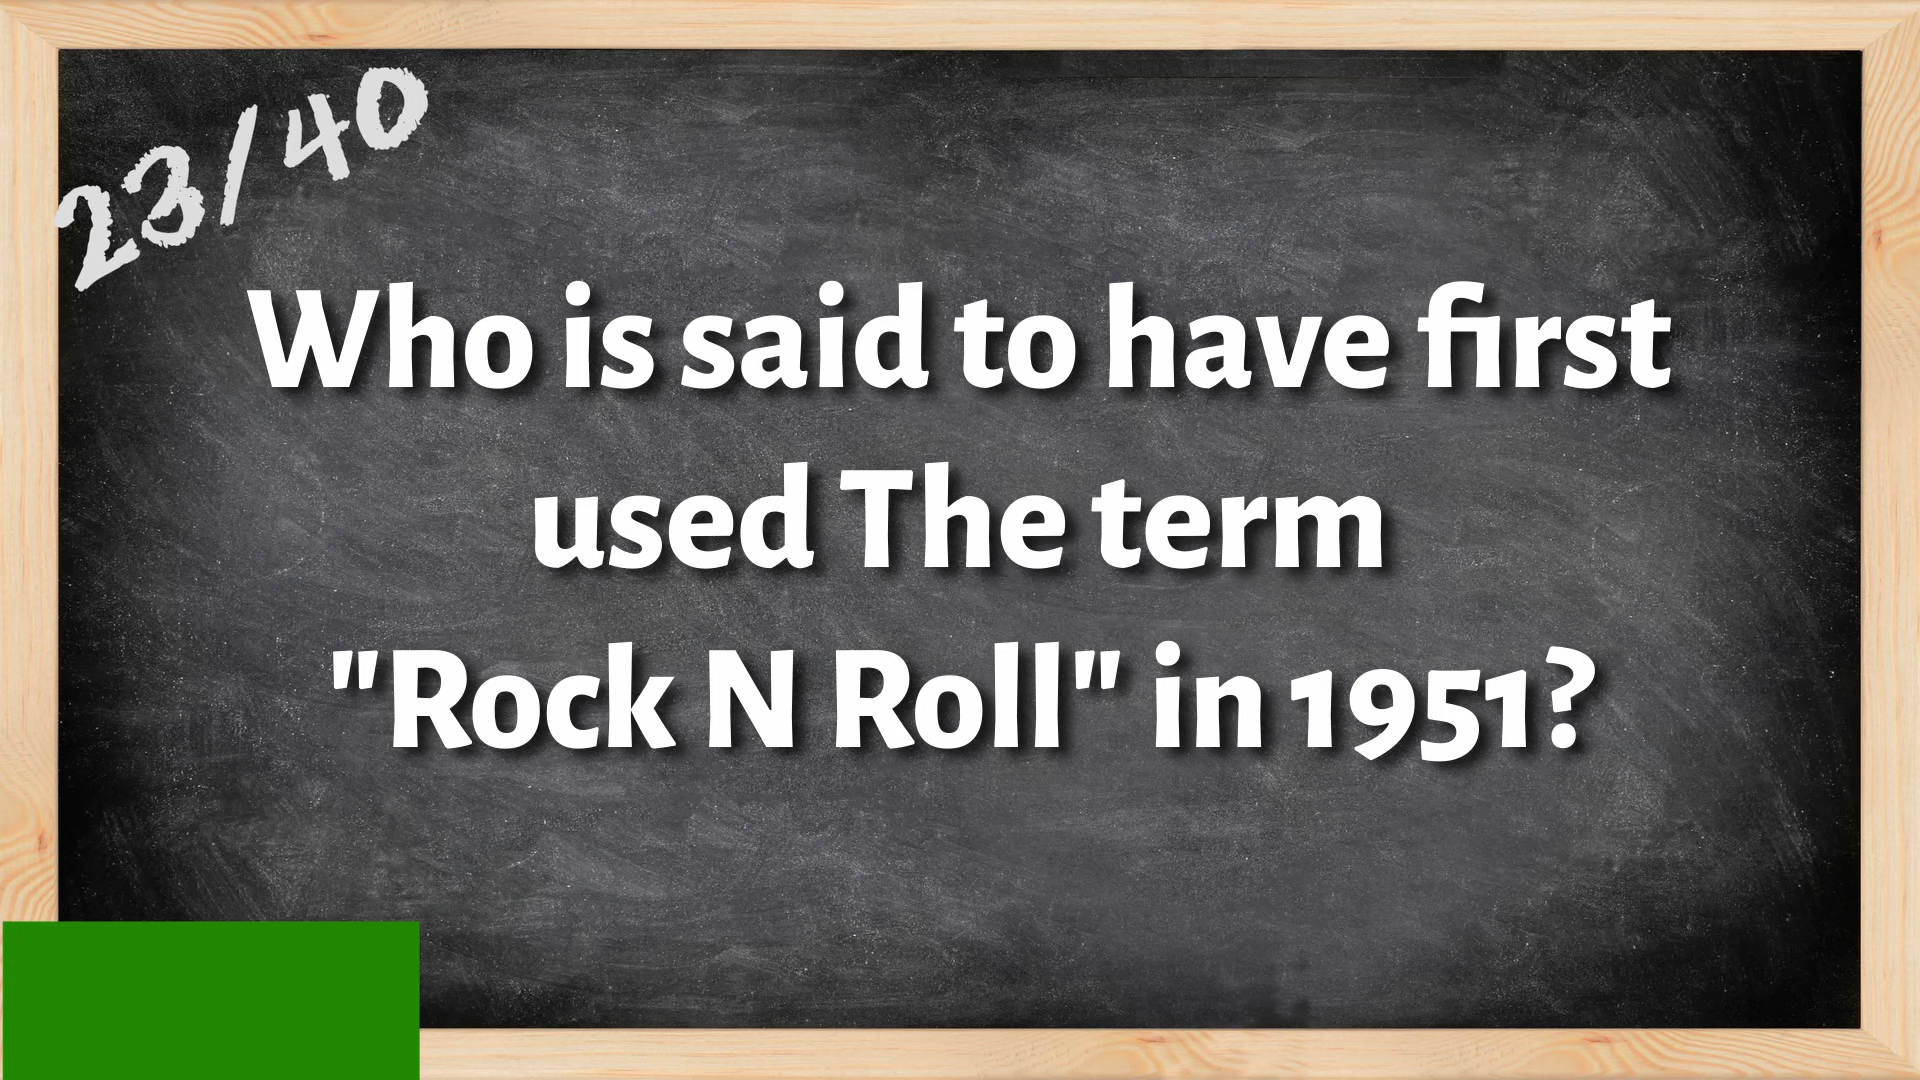 23/40
Who is said to have first
used The term
"Rock N Roll" in 1951?